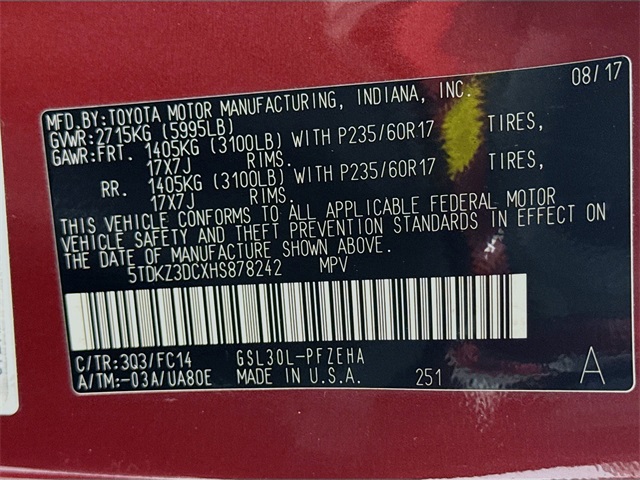 08/17
MFD.BY:TOYOTA MOTOR MANUFACTURING, INDIANA, INC.
GVWR:2715KG (5995LB)
GAWR:FRT. 1405KG (3100LB) WITH P235/60R17 TIRES,
17X7J RIMS.
RR. 1405KG (3100LB) WITH P235/60R17 TIRES,
17X7J RIMS.
THIS VEHICLE CONFORMS TO ALL APPLICABLE FEDERAL MOTOR
VEHICLE SAFETY AND THEFT PREVENTION STANDARDS IN EFFECT ON
THE DATE OF MANUFACTURE SHOWN ABOVE.
5TDKZ3DCXHS878242 MPV
C/TR:3Q3/FC14 GSL30L-PFZEHA
A/TM:-03A/UA80E MADE IN U.S.A. 251 A